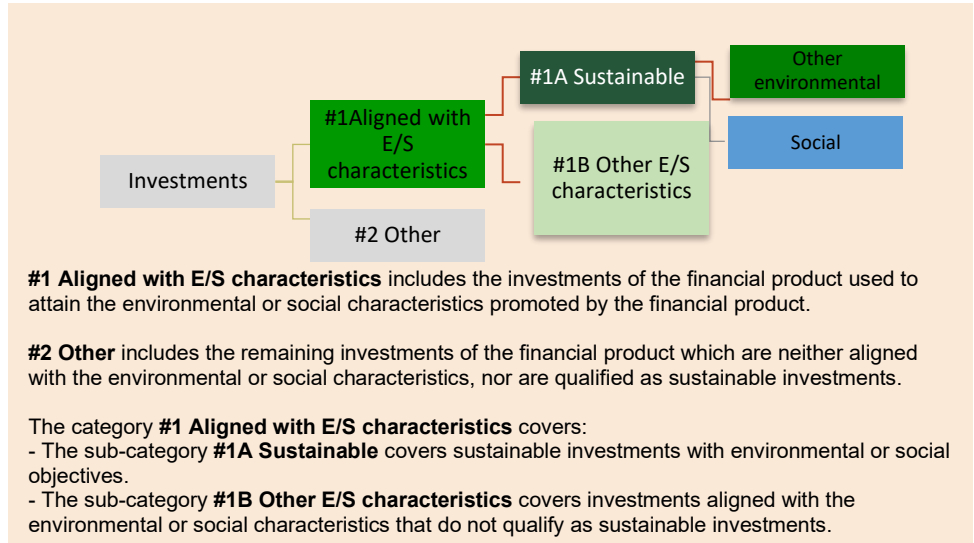 Investments
#1Aligned with
E/S
characteristics
#2 Other
#1A Sustainable
#1B Other E/S
characteristics
Other
environmental
Social
#1 Aligned with E/S characteristics includes the investments of the financial product used to
attain the environmental or social characteristics promoted by the financial product.
#2 Other includes the remaining investments of the financial product which are neither aligned
with the environmental or social characteristics, nor are qualified as sustainable investments.
The category #1 Aligned with E/S characteristics covers:
- The sub-category #1A Sustainable covers sustainable investments with environmental or social
objectives.
- The sub-category #1B Other E/S characteristics covers investments aligned with the
environmental or social characteristics that do not qualify as sustainable investments.